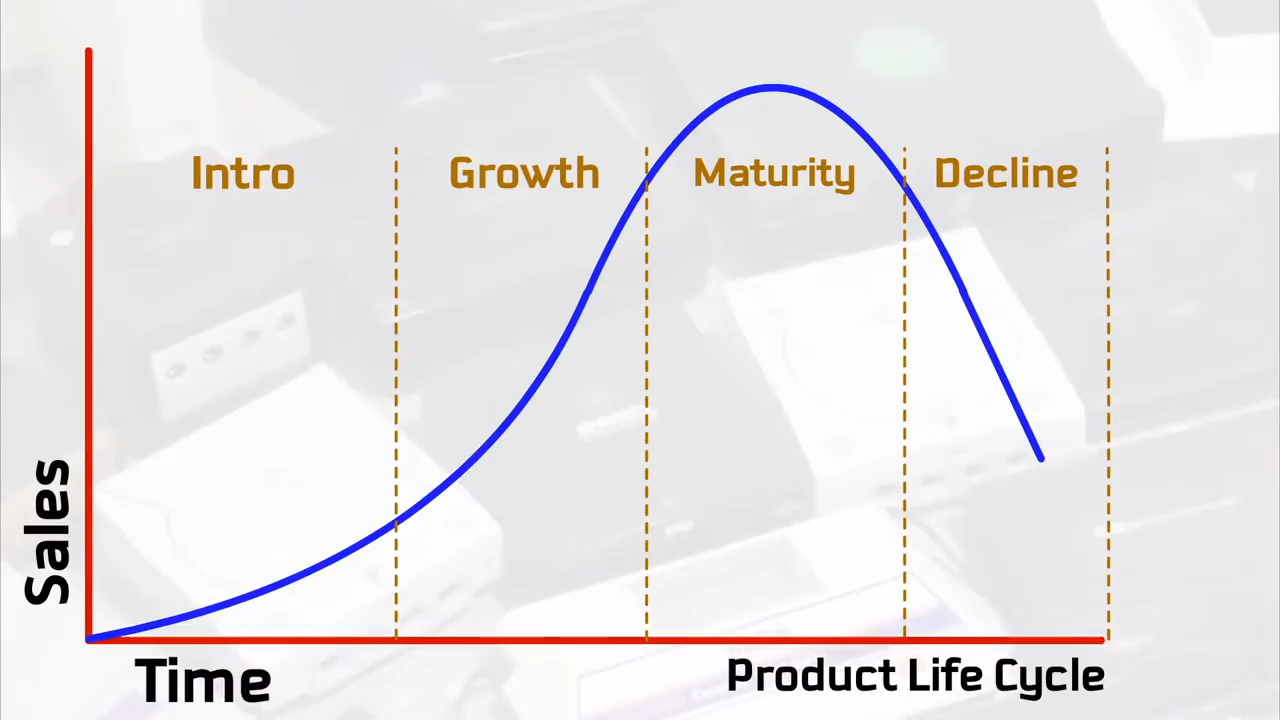 Intro
Growth
Maturity
Decline
Sales
Time
Product Life Cycle